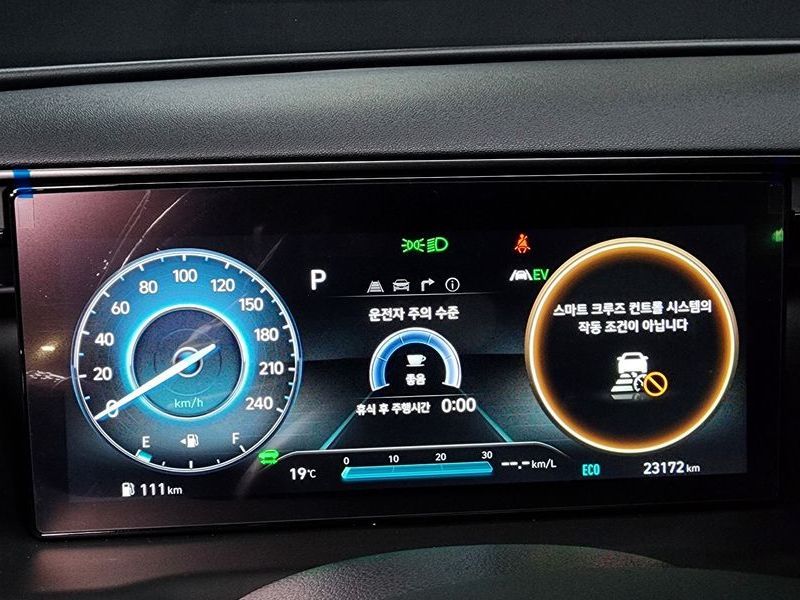 P
EV
스마트 크루즈 컨트롤 시스템의
작동 조건이 아닙니다
운전자 주의 수준
좋음
휴식 후 주행시간 0:00
0 20 40 60 80 100 120 150 180 210 240
km/h
E F
111 km
19℃
0 10 20 30
--.- km/L
ECO
23172 km